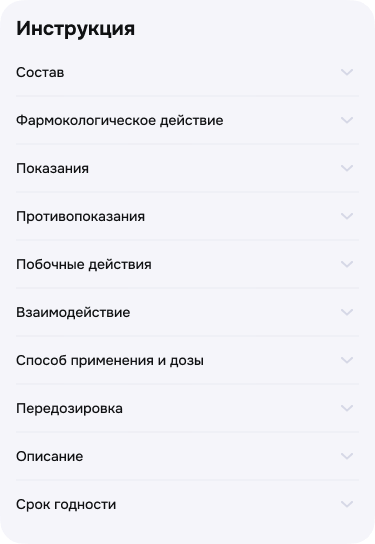 Инструкция
Состав
Фармокологическое действие
Показания
Противопоказания
Побочные действия
Взаимодействие
Способ применения и дозы
Передозировка
Описание
Срок годности